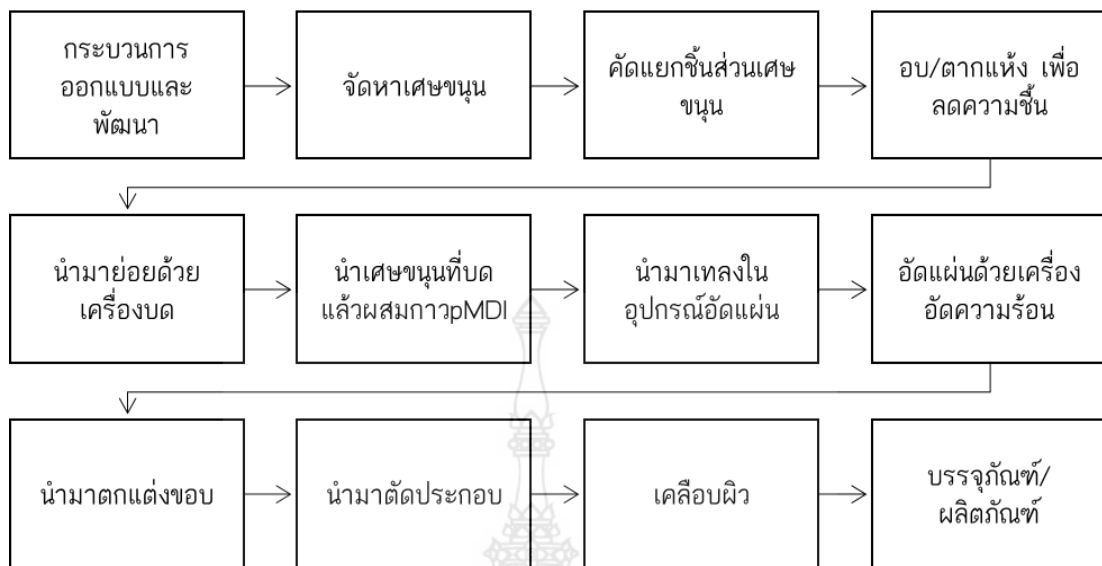 กระบวนการ
ออกแบบและ
พัฒนา
จัดหาเศษขนุน
คัดแยกชิ้นส่วนเศษ
ขนุน
อบ/ตากแห้ง เพื่อ
ลดความชื้น
นำมาย่อยด้วย
เครื่องบด
นำเศษขนุนที่บด
แล้วผสมกาวpMDI
นำมาเทลงใน
อุปกรณ์อัดแผ่น
อัดแผ่นด้วยเครื่อง
อัดความร้อน
นำมาตกแต่งขอบ
นำมาตัดประกอบ
เคลือบผิว
บรรจุภัณฑ์/
ผลิตภัณฑ์